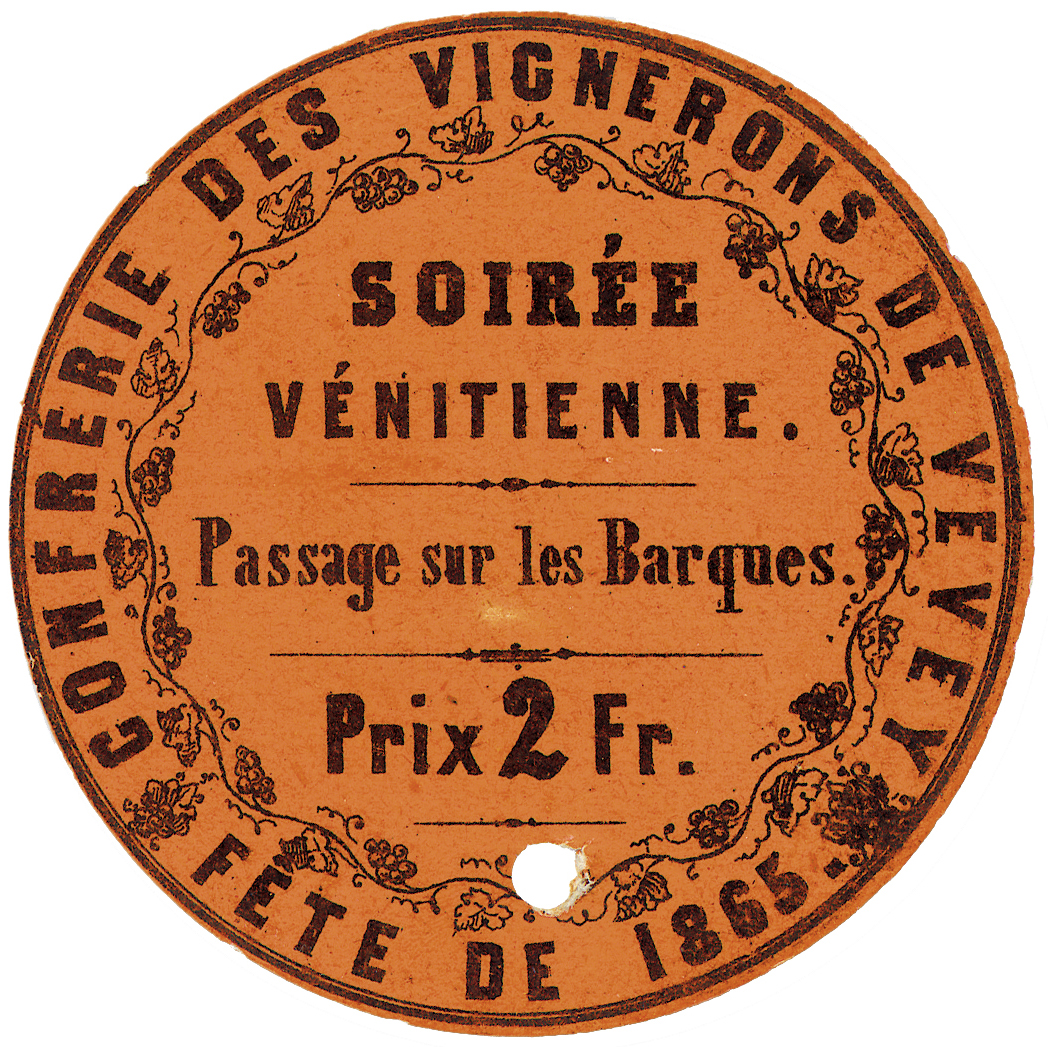 CONFRÉRIE DES VIGNERONS DE VEVEY
SOIRÉE
VÉNITIENNE.
Passage sur les Barques.
Prix 2 Fr.
FÊTE DE 1865.